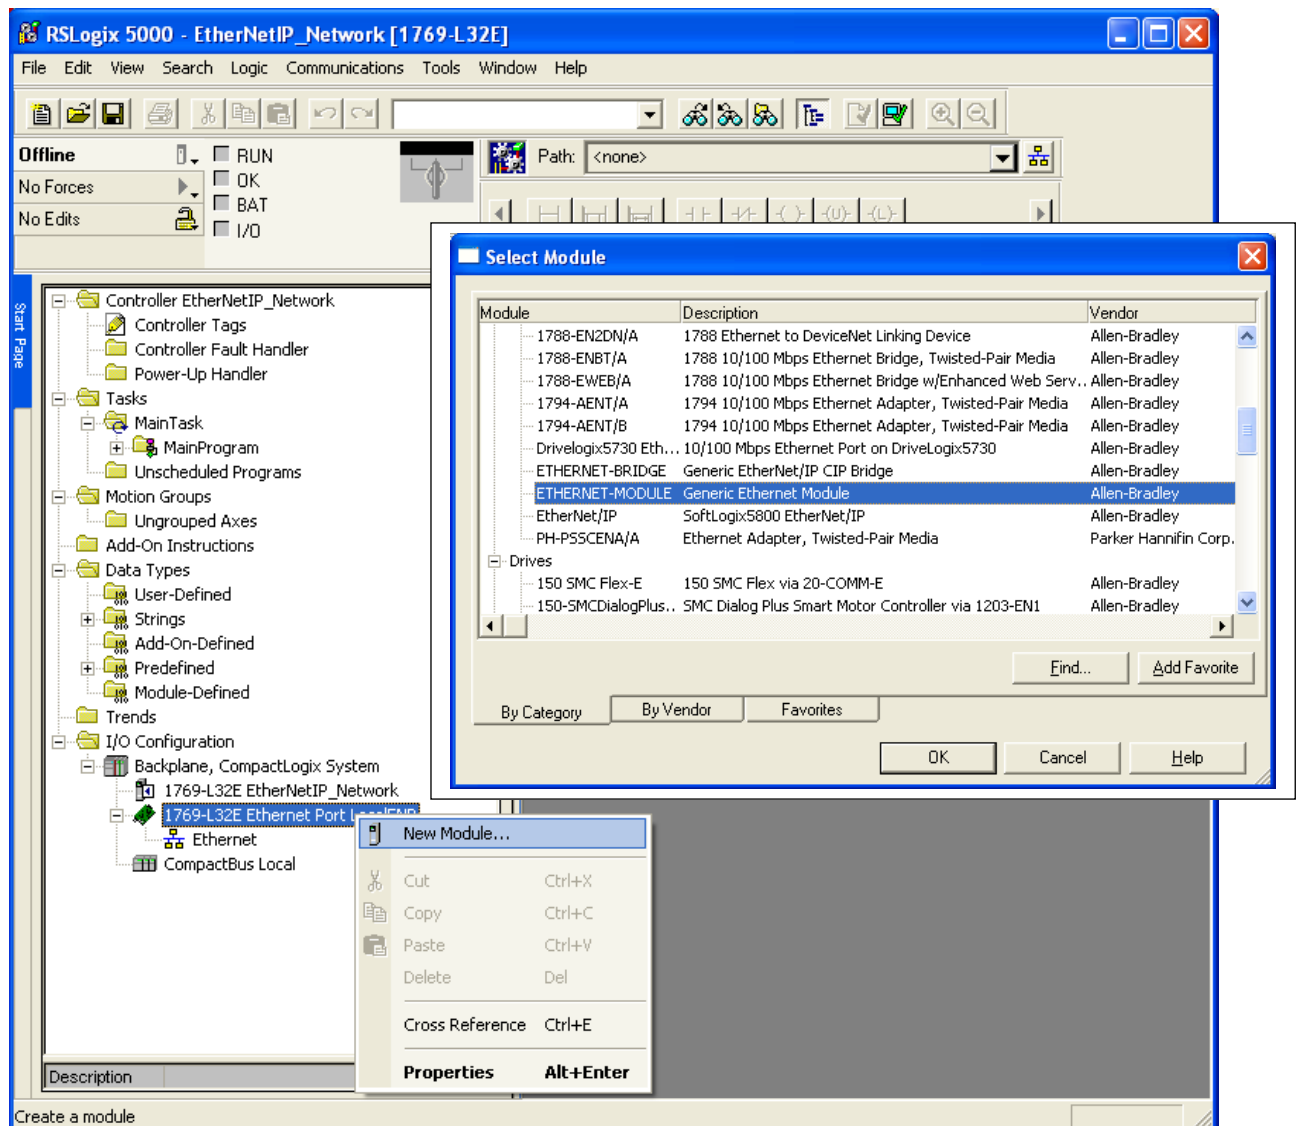 RSLogix 5000 - EtherNetIP_Network [1769-L32E]
File Edit View Search Logic Communications Tools Window Help
Offline
RUN
No Forces
OK
No Edits
BAT
I/O
Path: <none>
Start Page
Controller EtherNetIP_Network
Controller Tags
Controller Fault Handler
Power-Up Handler
Tasks
MainTask
MainProgram
Unscheduled Programs
Motion Groups
Ungrouped Axes
Add-On Instructions
Data Types
User-Defined
Strings
Add-On-Defined
Predefined
Module-Defined
Trends
I/O Configuration
Backplane, CompactLogix System
1769-L32E EtherNetIP_Network
1769-L32E Ethernet Port LocalENB
Ethernet
CompactBus Local
Description
Create a module
New Module...
Cut Ctrl+X
Copy Ctrl+C
Paste Ctrl+V
Delete Del
Cross Reference Ctrl+E
Properties Alt+Enter
Select Module
Module Description Vendor
1788-EN2DN/A 1788 Ethernet to DeviceNet Linking Device Allen-Bradley
1788-ENBT/A 1788 10/100 Mbps Ethernet Bridge, Twisted-Pair Media Allen-Bradley
1788-EWEB/A 1788 10/100 Mbps Ethernet Bridge w/Enhanced Web Serv.. Allen-Bradley
1794-AENT/A 1794 10/100 Mbps Ethernet Adapter, Twisted-Pair Media Allen-Bradley
1794-AENT/B 1794 10/100 Mbps Ethernet Adapter, Twisted-Pair Media Allen-Bradley
Drivelogix5730 Eth... 10/100 Mbps Ethernet Port on DriveLogix5730 Allen-Bradley
ETHERNET-BRIDGE Generic EtherNet/IP CIP Bridge Allen-Bradley
ETHERNET-MODULE Generic Ethernet Module Allen-Bradley
EtherNet/IP SoftLogix5800 EtherNet/IP Allen-Bradley
PH-PSSCENA/A Ethernet Adapter, Twisted-Pair Media Parker Hannifin Corp.
Drives
150 SMC Flex-E 150 SMC Flex via 20-COMM-E Allen-Bradley
150-SMCDialogPlus.. SMC Dialog Plus Smart Motor Controller via 1203-EN1 Allen-Bradley
Find... Add Favorite
By Category By Vendor Favorites
OK Cancel Help